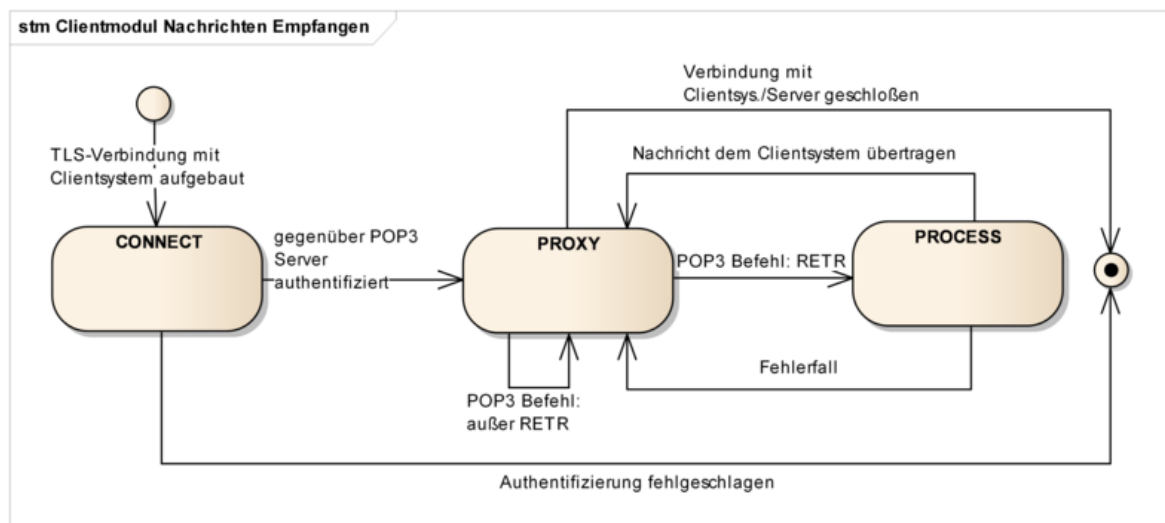 stm Clientmodul Nachrichten Empfangen
Verbindung mit
Clientsys./Server geschloßen
TLS-Verbindung mit
Clientsystem aufgebaut
Nachricht dem Clientsystem übertragen
CONNECT
gegenüber POP3
Server
authentifiziert
PROXY
POP3 Befehl: RETR
PROCESS
Fehlerfall
POP3 Befehl:
außer RETR
Authentifizierung fehlgeschlagen